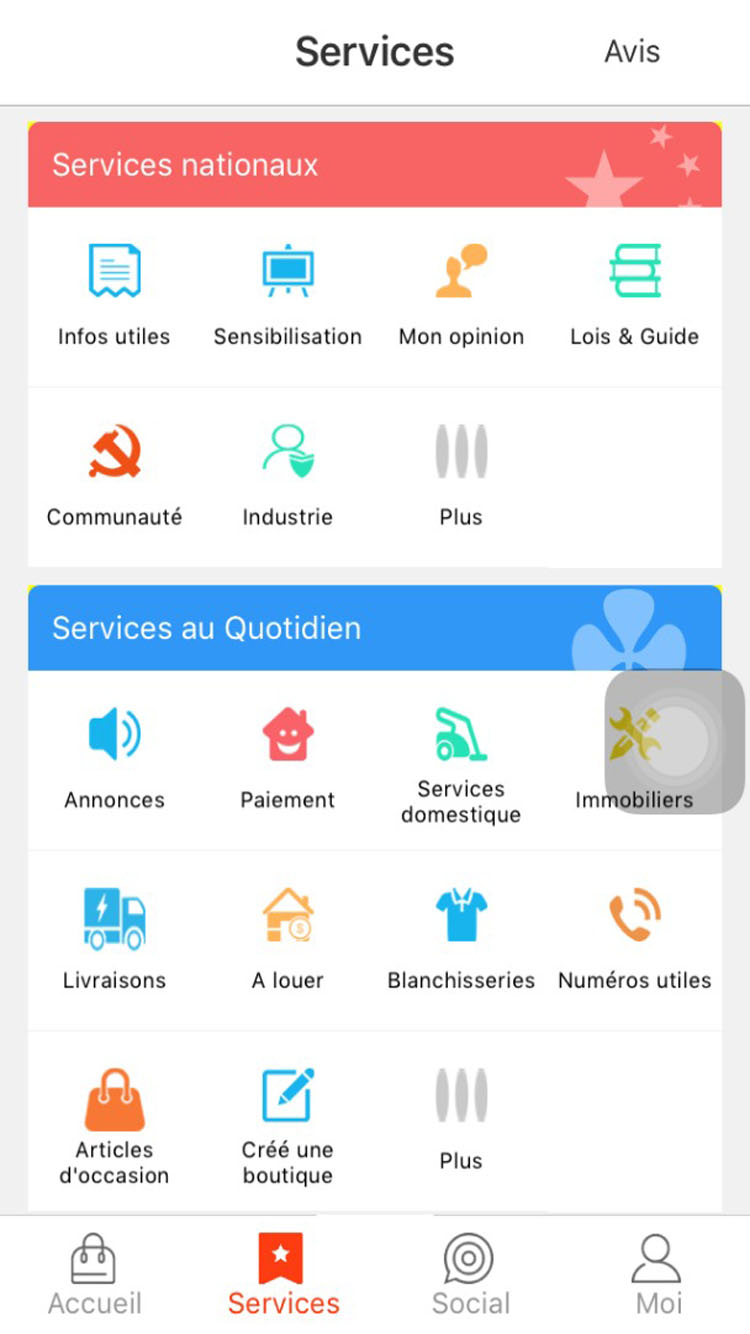 Services
Avis
Services nationaux
Infos utiles
Sensibilisation
Mon opinion
Lois & Guide
Communauté
Industrie
Plus
Services au Quotidien
Annonces
Paiement
Services
domestique
Immobiliers
Livraisons
A louer
Blanchisseries
Numéros utiles
Articles
d'occasion
Créé une
boutique
Plus
Accueil
Services
Social
Moi